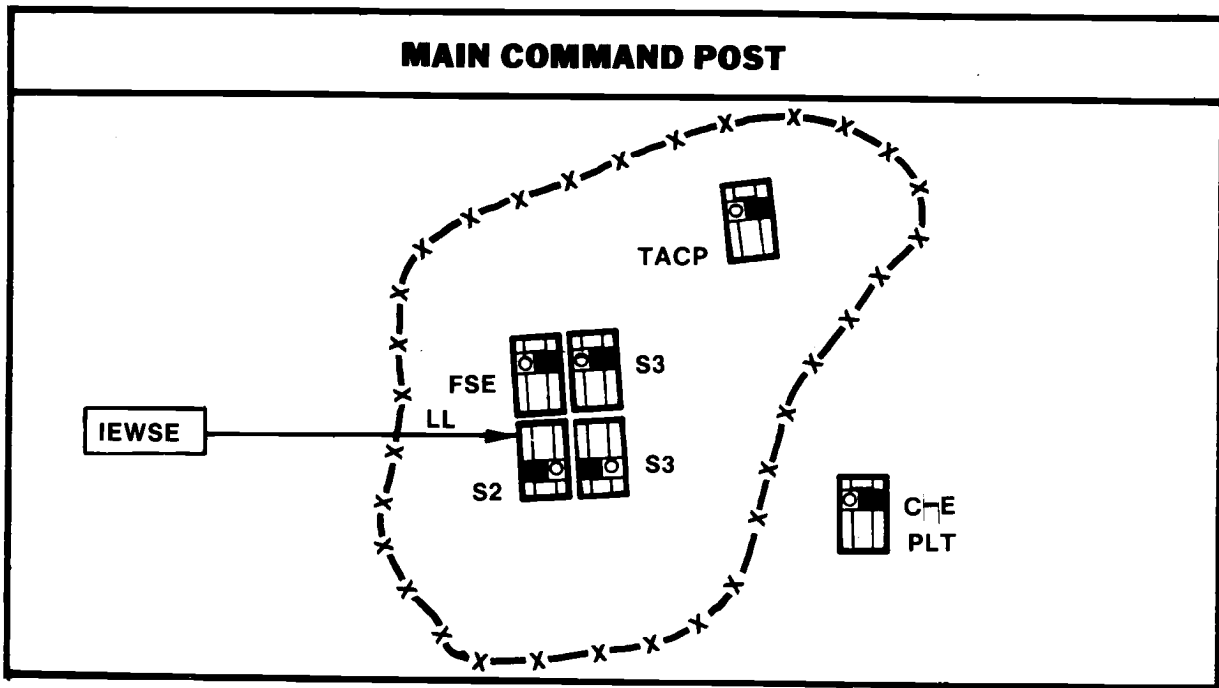 MAIN COMMAND POST
TACP
FSE
S3
LL
IEWSE
S2
S3
C-E
PLT